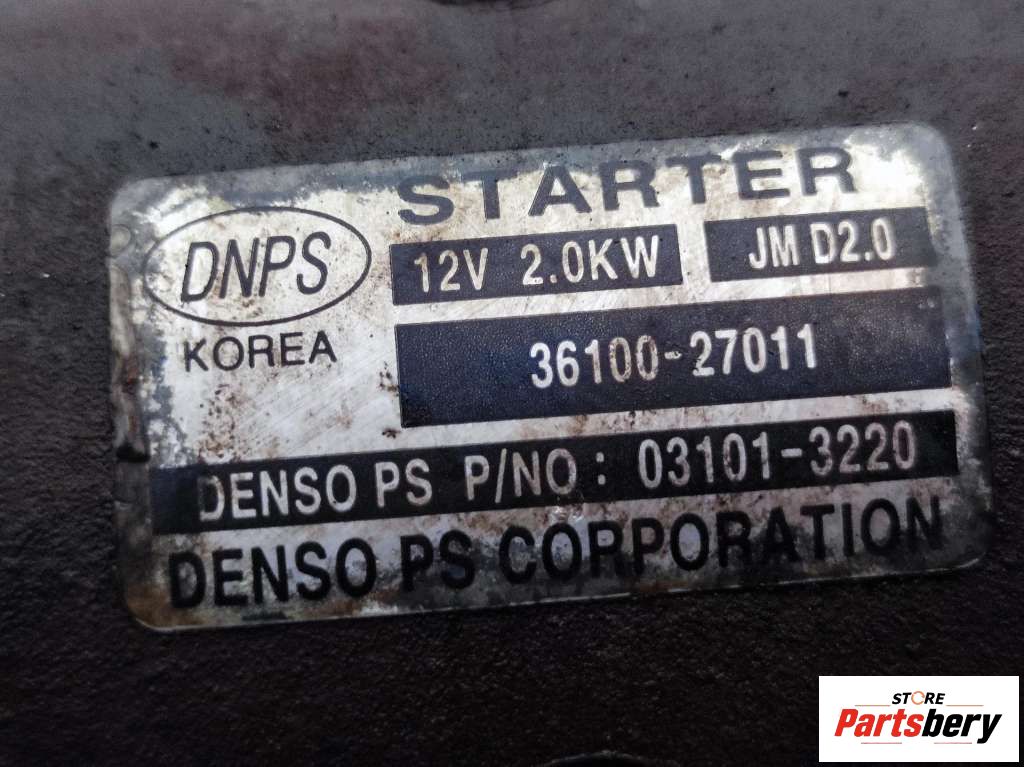 STARTER
DNPS
12V 2.0KW
JM D2.0
KOREA
36100-27011
DENSO PS P/NO: 03101-3220
DENSO PS CORPORATION
STORE
Partsbery